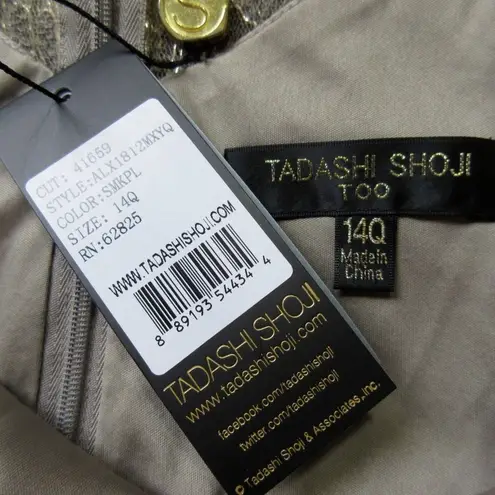 S
CUT: 41659
STYLE:ALX1812MXYQ
COLOR:SMKPL
SIZE: 14Q
RN:62825
WWW.TADASHISHOJI.COM
8 89193 54434 4
TADASHI SHOJI
www.tadashishoji.com
facebook.com/tadashishoji
twitter.com/tadashishoji
© Tadashi Shoji & Associates, Inc.
TADASHI SHOJI
TOO
14Q
Made in
China